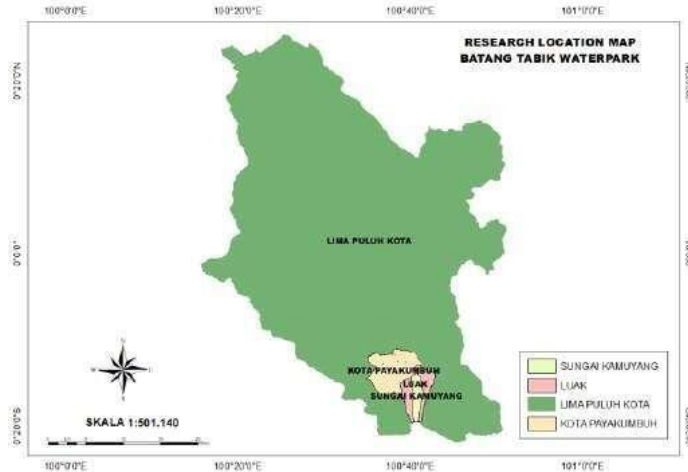 100°0'0"E 100°20'0"E 100°40'0"E 101°0'0"E
RESEARCH LOCATION MAP
BATANG TABIK WATERPARK
0°20'0"N
LIMA PULUH KOTA
0°0'0"
KOTA PAYAKUMBUH
LUAK
SUNGAI KAMUYANG
N
W
SKALA 1:501.140
SUNGAI KAMUYANG
LUAK
LIMA PULUH KOTA
KOTA PAYAKUMBUH
0°20'0"S
100°0'0"E 100°20'0"E 100°40'0"E 101°0'0"E